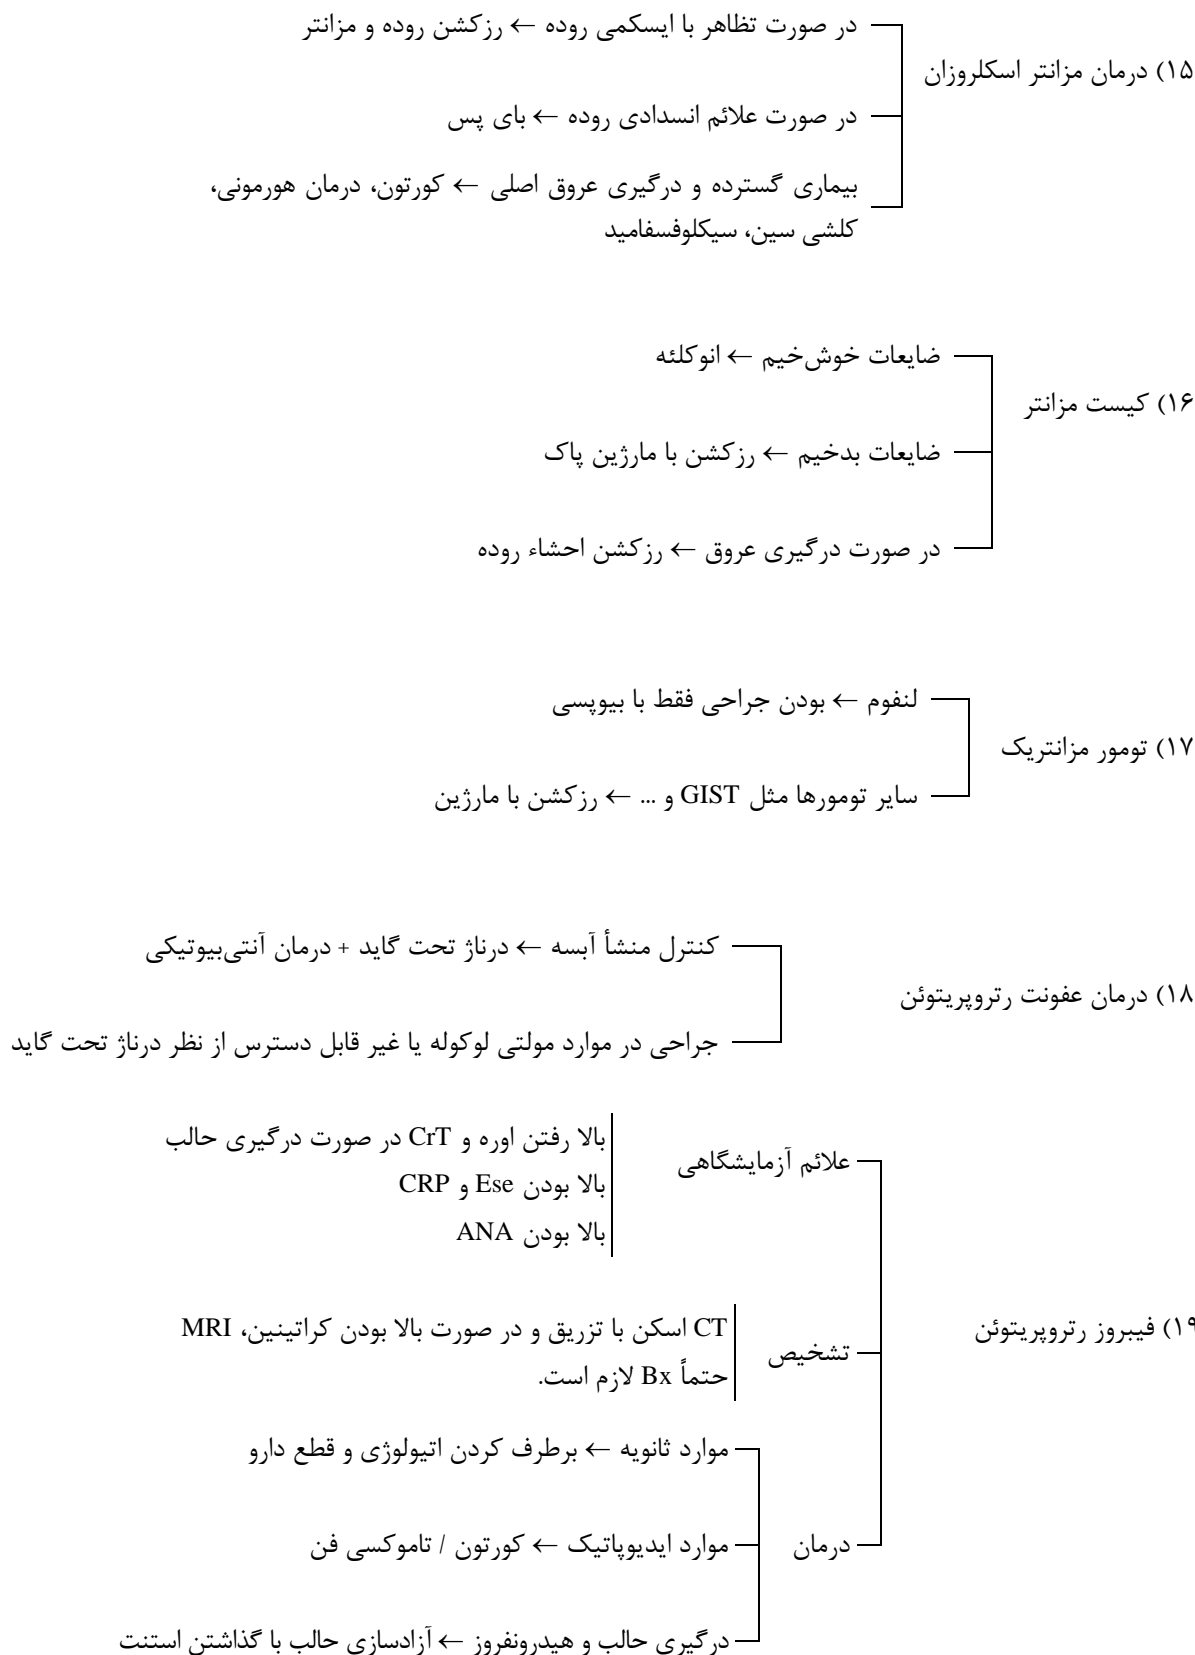 ۱۵) درمان مزانتر اسکلروزان
در صورت تظاهر با ایسکمی روده ← رزکشن روده و مزانتر
در صورت علائم انسدادی روده ← بای پس
بیماری گسترده و درگیری عروق اصلی ← کورتون، درمان هورمونی،
کلشی سین، سیکلوفسفامید
۱۶) کیست مزانتر
ضایعات خوش‌خیم ← انوکلئه
ضایعات بدخیم ← رزکشن با مارژین پاک
در صورت درگیری عروق ← رزکشن احشاء روده
۱۷) تومور مزانتریک
لنفوم ← بودن جراحی فقط با بیوپسی
سایر تومورها مثل GIST و ... ← رزکشن با مارژین
۱۸) درمان عفونت رتروپریتوئن
کنترل منشأ آبسه ← درناژ تحت گاید + درمان آنتی‌بیوتیکی
جراحی در موارد مولتی لوکوله یا غیر قابل دسترس از نظر درناژ تحت گاید
۱۹) فیبروز رتروپریتوئن
علائم آزمایشگاهی
بالا رفتن اوره و CrT در صورت درگیری حالب
بالا بودن Ese و CRP
بالا بودن ANA
تشخیص
CT اسکن با تزریق و در صورت بالا بودن کراتینین، MRI
حتماً Bx لازم است.
درمان
موارد ثانویه ← برطرف کردن اتیولوژی و قطع دارو
موارد ایدیوپاتیک ← کورتون / تاموکسی فن
درگیری حالب و هیدرونفروز ← آزادسازی حالب با گذاشتن استنت